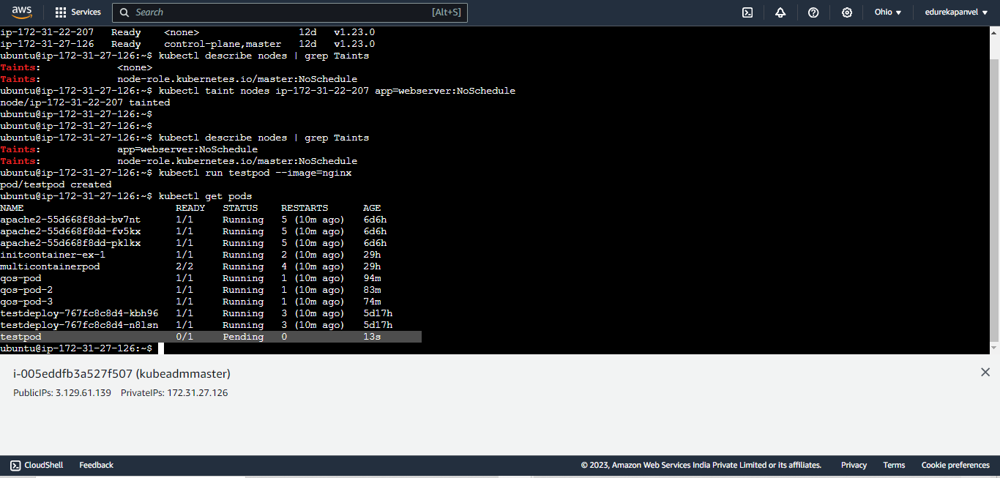 aws Services Search [Alt+S] Ohio edurekapanvel
ip-172-31-22-207 Ready <none> 12d v1.23.0
ip-172-31-27-126 Ready control-plane,master 12d v1.23.0
ubuntu@ip-172-31-27-126:~$ kubectl describe nodes | grep Taints
Taints: <none>
Taints: node-role.kubernetes.io/master:NoSchedule
ubuntu@ip-172-31-27-126:~$ kubectl taint nodes ip-172-31-22-207 app=webserver:NoSchedule
node/ip-172-31-22-207 tainted
ubuntu@ip-172-31-27-126:~$
ubuntu@ip-172-31-27-126:~$
ubuntu@ip-172-31-27-126:~$ kubectl describe nodes | grep Taints
Taints: app=webserver:NoSchedule
Taints: node-role.kubernetes.io/master:NoSchedule
ubuntu@ip-172-31-27-126:~$ kubectl run testpod --image=nginx
pod/testpod created
ubuntu@ip-172-31-27-126:~$ kubectl get pods
NAME READY STATUS RESTARTS AGE
apache2-55d668f8dd-bv7nt 1/1 Running 5 (10m ago) 6d6h
apache2-55d668f8dd-fv5kx 1/1 Running 5 (10m ago) 6d6h
apache2-55d668f8dd-pklkx 1/1 Running 5 (10m ago) 6d6h
initcontainer-ex-1 1/1 Running 2 (10m ago) 29h
multicontainerpod 2/2 Running 4 (10m ago) 29h
qos-pod 1/1 Running 1 (10m ago) 94m
qos-pod-2 1/1 Running 1 (10m ago) 83m
qos-pod-3 1/1 Running 1 (10m ago) 74m
testdeploy-767fc8c8d4-kbh96 1/1 Running 3 (10m ago) 5d17h
testdeploy-767fc8c8d4-n8lsn 1/1 Running 3 (10m ago) 5d17h
testpod 0/1 Pending 0 13s
ubuntu@ip-172-31-27-126:~$
i-005eddfb3a527f507 (kubeadmmaster)
PublicIPs: 3.129.61.139 PrivateIPs: 172.31.27.126
CloudShell Feedback © 2023, Amazon Web Services India Private Limited or its affiliates. Privacy Terms Cookie preferences